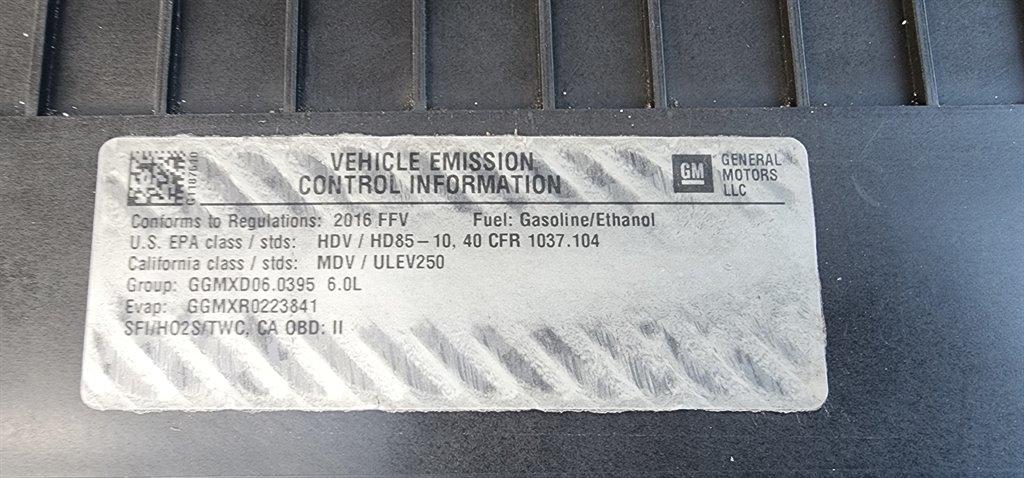 VEHICLE EMISSION
CONTROL INFORMATION
GM
GENERAL
MOTORS
LLC
Conforms to Regulations: 2016 FFV Fuel: Gasoline/Ethanol
U.S. EPA class / stds: HDV / HD85-10, 40 CFR 1037.104
California class / stds: MDV / ULEV250
Group: GGMXD06.0395 6.0L
Evap: GGMXR0223841
SFI/HO2S/TWC, CA OBD: II